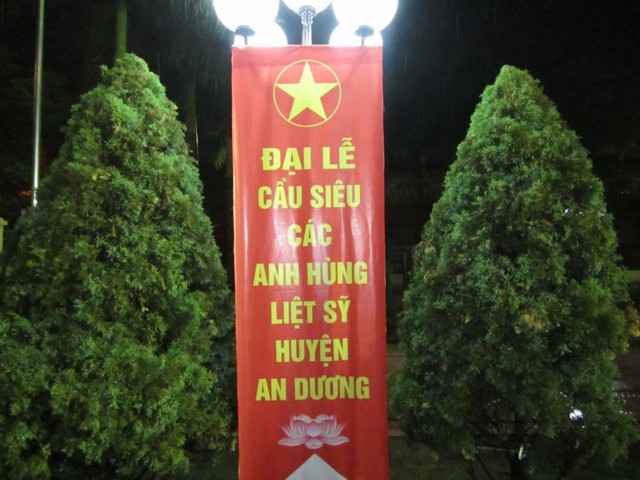 ĐẠI LỄ
CẦU SIÊU
CÁC
ANH HÙNG
LIỆT SỸ
HUYỆN
AN DƯƠNG